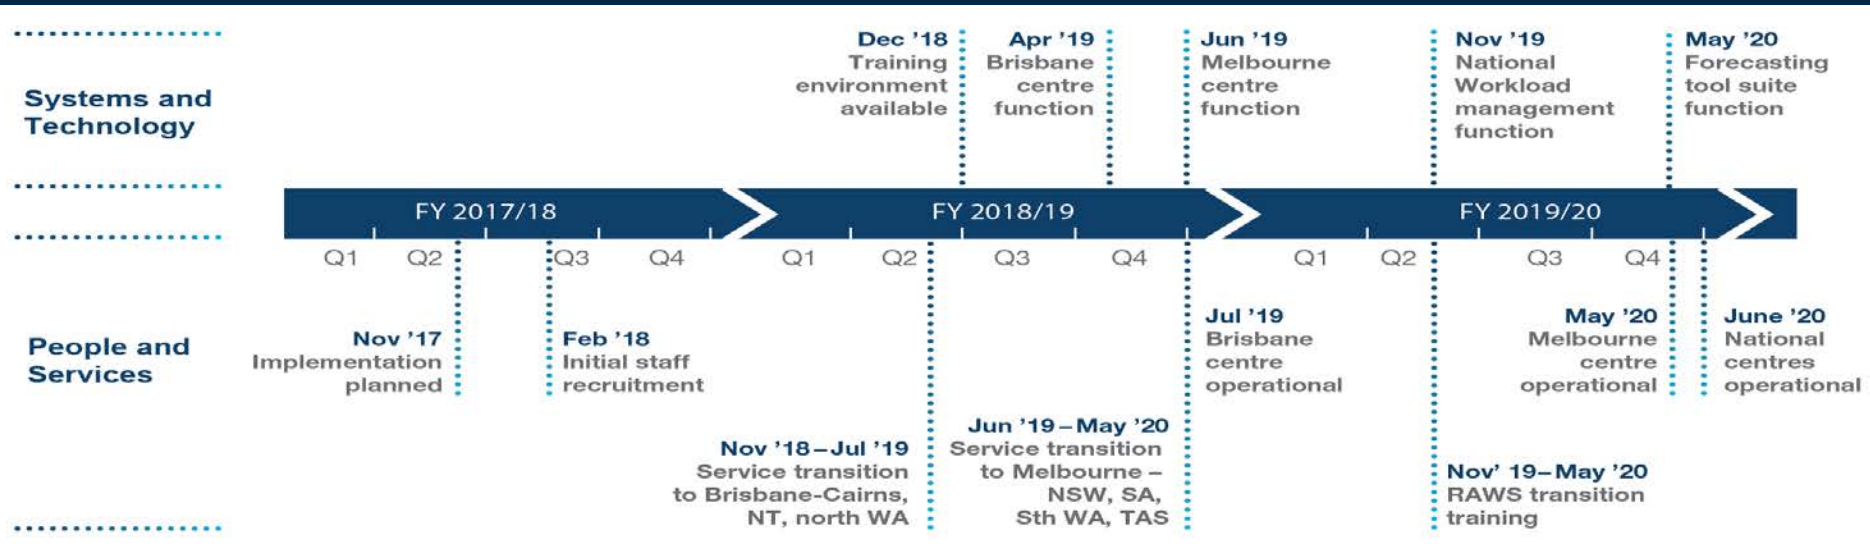 Systems and
Technology
Dec ’18
Training
environment
available
Apr ’19
Brisbane
centre
function
Jun ’19
Melbourne
centre
function
Nov ’19
National
Workload
management
function
May ’20
Forecasting
tool suite
function
FY 2017/18
FY 2018/19
FY 2019/20
Q1
Q2
Q3
Q4
Q1
Q2
Q3
Q4
Q1
Q2
Q3
Q4
People and
Services
Nov ’17
Implementation
planned
Feb ’18
Initial staff
recruitment
Nov ’18–Jul ’19
Service transition
to Brisbane-Cairns,
NT, north WA
Jun ’19–May ’20
Service transition
to Melbourne –
NSW, SA,
Sth WA, TAS
Jul ’19
Brisbane
centre
operational
Nov’ 19–May ’20
RAWS transition
training
May ’20
Melbourne
centre
operational
June ’20
National
centres
operational